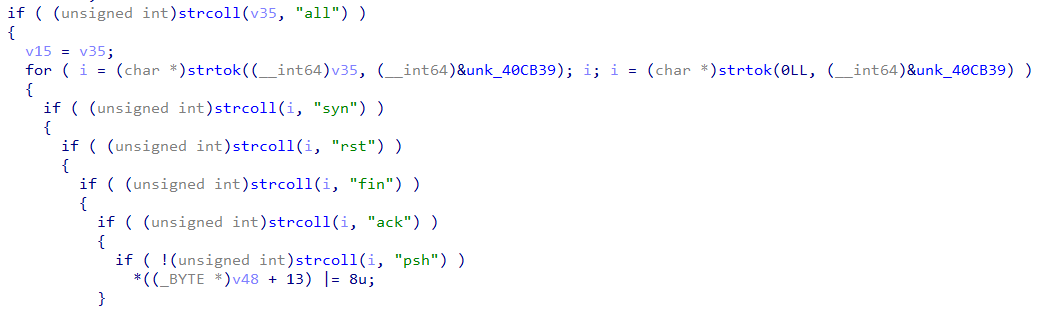 if ( (unsigned int)strcoll(v35, "all") )
{
  v15 = v35;
  for ( i = (char *)strtok((__int64)v35, (__int64)&unk_40CB39); i; i = (char *)strtok(0LL, (__int64)&unk_40CB39) )
  {
    if ( (unsigned int)strcoll(i, "syn") )
    {
      if ( (unsigned int)strcoll(i, "rst") )
      {
        if ( (unsigned int)strcoll(i, "fin") )
        {
          if ( (unsigned int)strcoll(i, "ack") )
          {
            if ( !(unsigned int)strcoll(i, "psh") )
              *((_BYTE *)v48 + 13) |= 8u;
          }